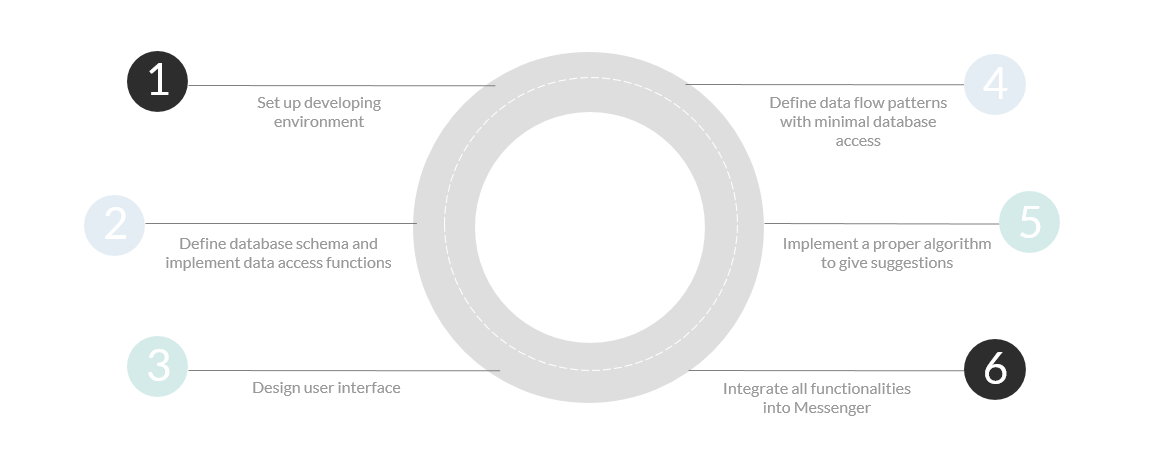 1
Set up developing
environment
2
Define database schema and
implement data access functions
3
Design user interface
4
Define data flow patterns
with minimal database
access
5
Implement a proper algorithm
to give suggestions
6
Integrate all functionalities
into Messenger